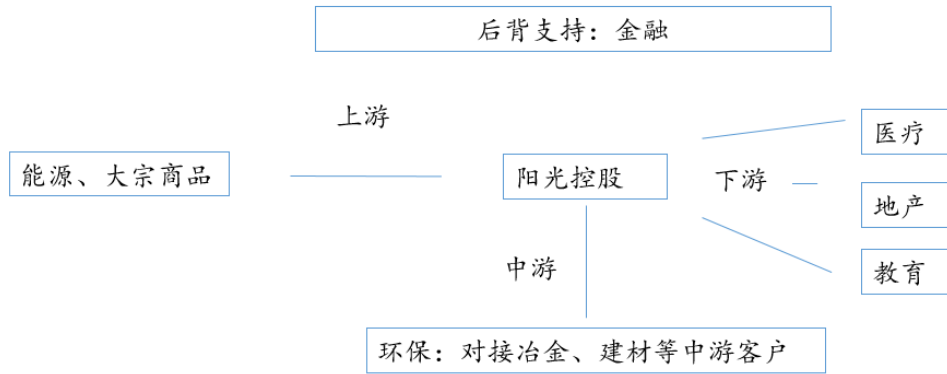 后背支持：金融
上游
医疗
能源、大宗商品
阳光控股
下游
地产
中游
教育
环保：对接冶金、建材等中游客户